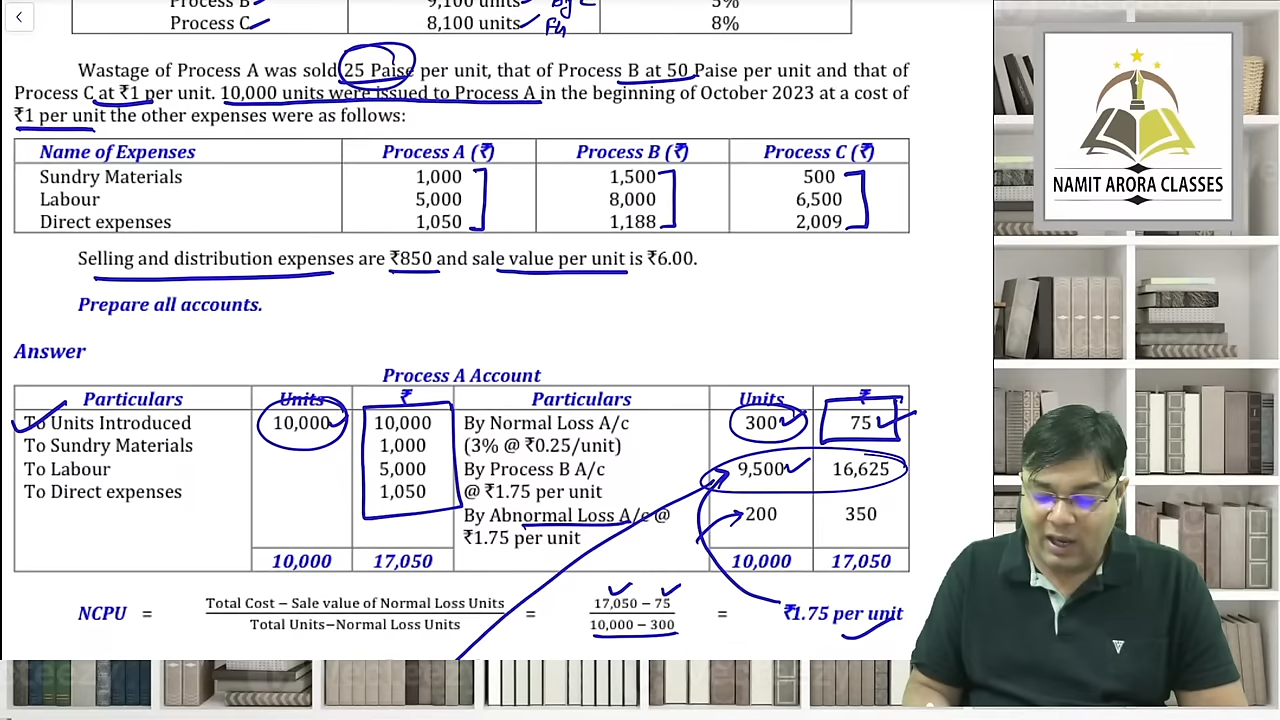 Process B 9,100 units 5%
Process C 8,100 units 8%
Wastage of Process A was sold 25 Paise per unit, that of Process B at 50 Paise per unit and that of
Process C at ₹1 per unit. 10,000 units were issued to Process A in the beginning of October 2023 at a cost of
₹1 per unit the other expenses were as follows:
Name of Expenses Process A (₹) Process B (₹) Process C (₹)
Sundry Materials 1,000 1,500 500
Labour 5,000 8,000 6,500
Direct expenses 1,050 1,188 2,009
Selling and distribution expenses are ₹850 and sale value per unit is ₹6.00.
Prepare all accounts.
Answer
Process A Account
Particulars Units ₹ Particulars Units ₹
To Units Introduced 10,000 10,000 By Normal Loss A/c 300 75
To Sundry Materials 1,000 (3% @ ₹0.25/unit)
To Labour 5,000 By Process B A/c 9,500 16,625
To Direct expenses 1,050 @ ₹1.75 per unit
By Abnormal Loss A/c @ 200 350
₹1.75 per unit
10,000 17,050 10,000 17,050
NCPU = Total Cost – Sale value of Normal Loss Units = 17,050 – 75 = ₹1.75 per unit
Total Units–Normal Loss Units 10,000 – 300
NAMIT ARORA CLASSES